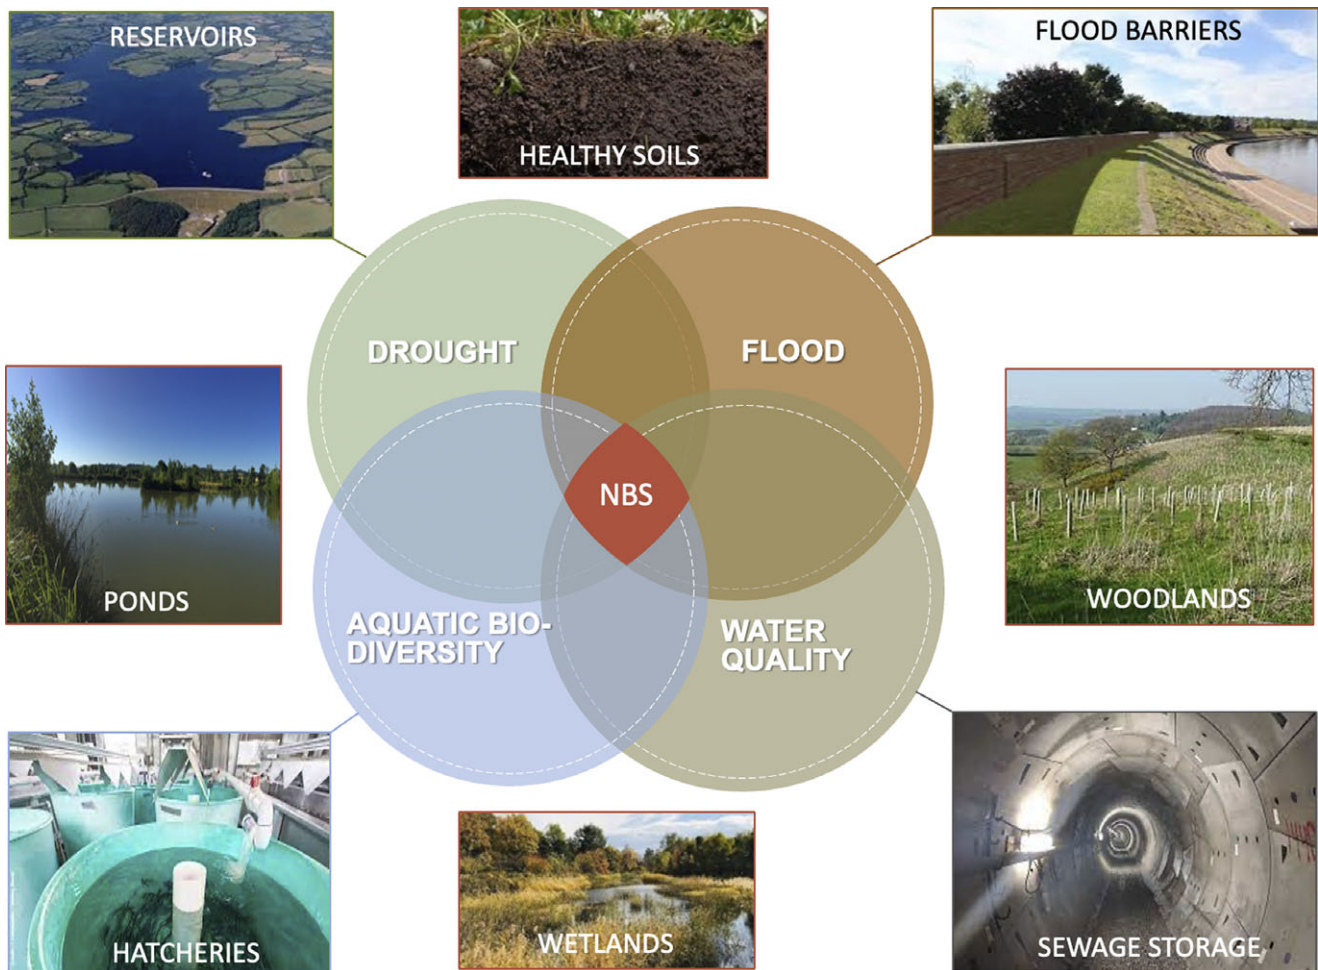 RESERVOIRS
HEALTHY SOILS
FLOOD BARRIERS
DROUGHT
FLOOD
PONDS
NBS
WOODLANDS
AQUATIC BIO-
DIVERSITY
WATER
QUALITY
HATCHERIES
WETLANDS
SEWAGE STORAGE